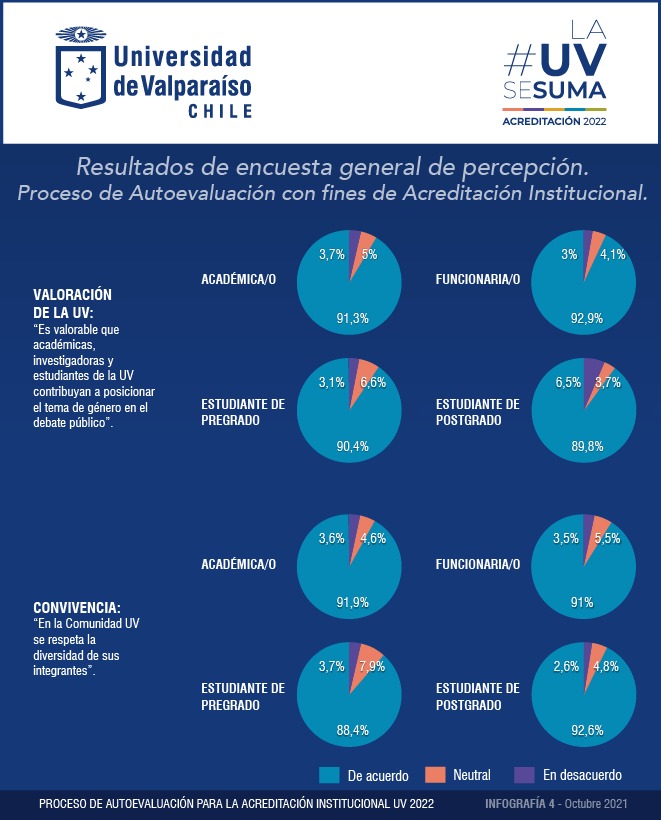 Universidad
de Valparaíso
CHILE
LA
#UV
SESUMA
ACREDITACIÓN 2022
Resultados de encuesta general de percepción.
Proceso de Autoevaluación con fines de Acreditación Institucional.
VALORACIÓN
DE LA UV:
“Es valorable que
académicas,
investigadoras y
estudiantes de la UV
contribuyan a posicionar
el tema de género en el
debate público”.
ACADÉMICA/O
3,7%
5%
91,3%
FUNCIONARIA/O
3%
4,1%
92,9%
ESTUDIANTE DE
PREGRADO
3,1%
6,6%
90,4%
ESTUDIANTE DE
POSTGRADO
6,5%
3,7%
89,8%
CONVIVENCIA:
“En la Comunidad UV
se respeta la
diversidad de sus
integrantes”.
ACADÉMICA/O
3,6%
4,6%
91,9%
FUNCIONARIA/O
3,5%
5,5%
91%
ESTUDIANTE DE
PREGRADO
3,7%
7,9%
88,4%
ESTUDIANTE DE
POSTGRADO
2,6%
4,8%
92,6%
De acuerdo
Neutral
En desacuerdo
PROCESO DE AUTOEVALUACIÓN PARA LA ACREDITACIÓN INSTITUCIONAL UV 2022
INFOGRAFÍA 4 - Octubre 2021